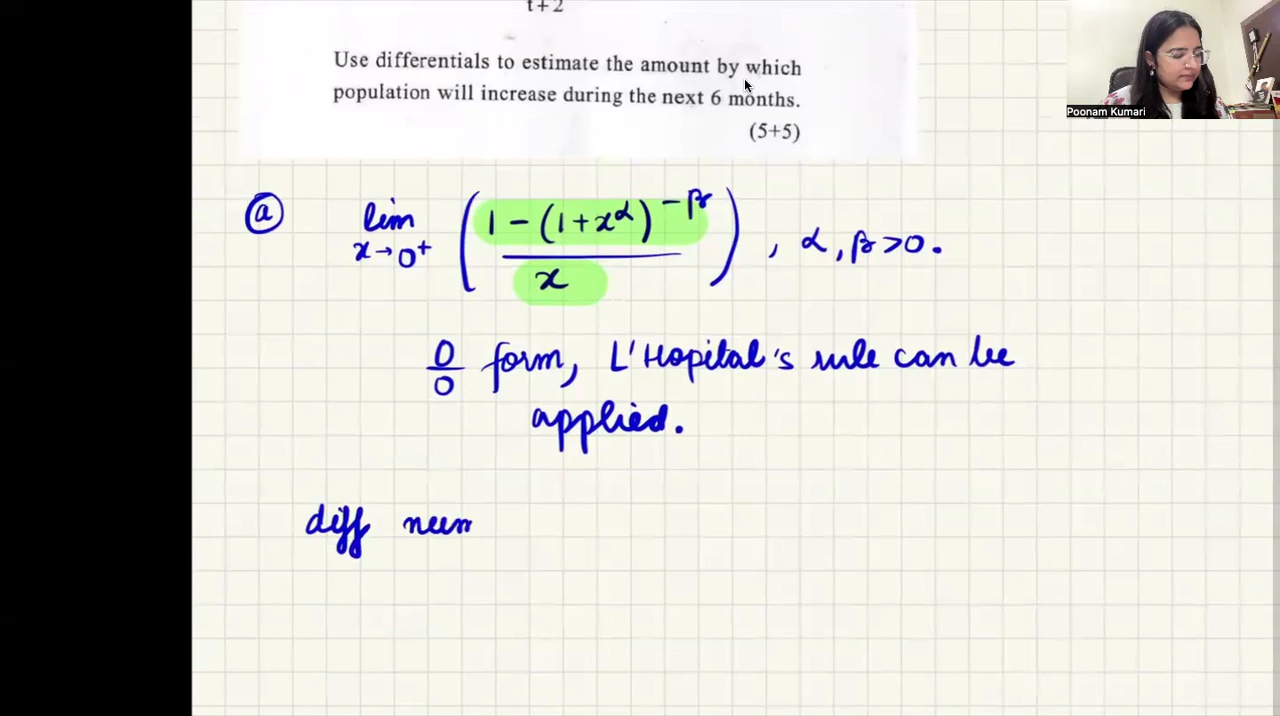 t+2
Use differentials to estimate the amount by which
population will increase during the next 6 months.
(5+5)
Poonam Kumari
(a) lim x→0⁺ ( (1 − (1 + x^α)^−β) / x ) , α, β > 0.
0/0 form, L'Hopital's rule can be
applied.
diff num